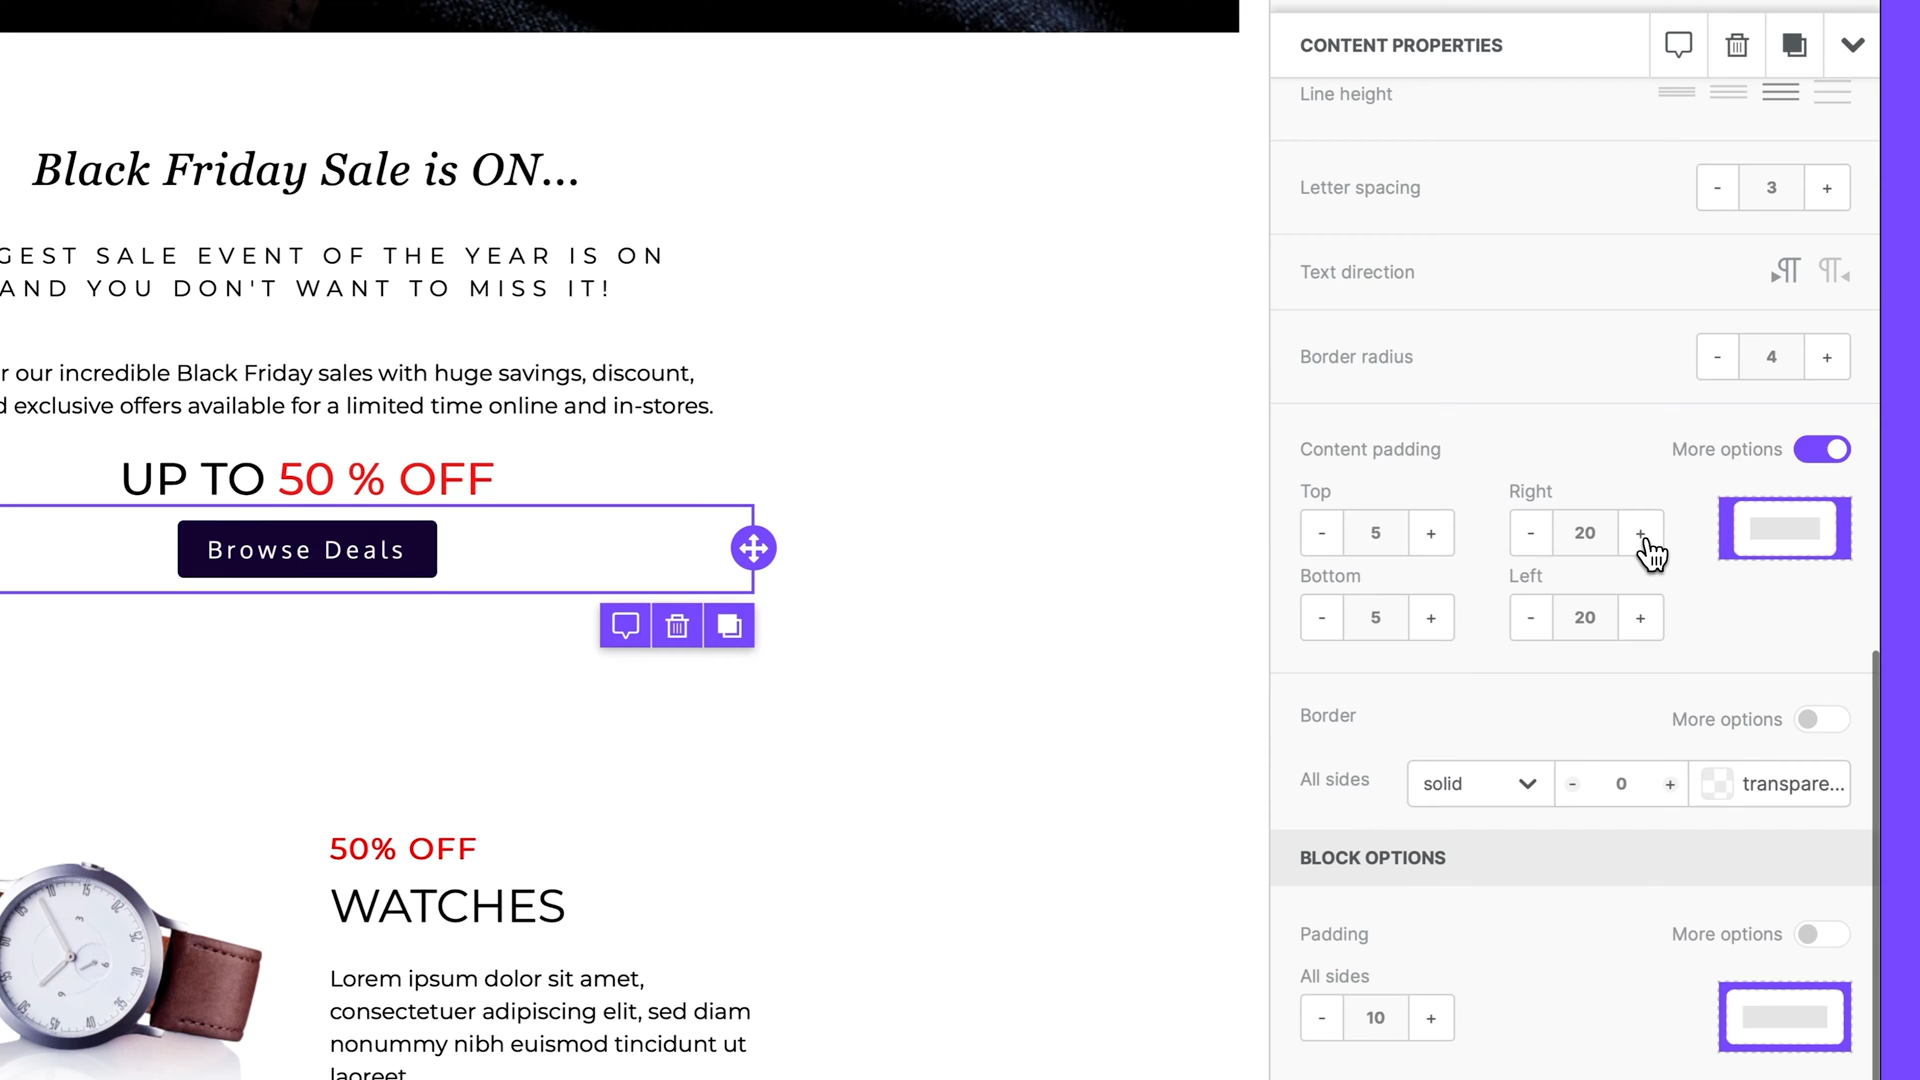 CONTENT PROPERTIES
Line height
Black Friday Sale is ON...
Letter spacing
- 3 +
GEST SALE EVENT OF THE YEAR IS ON
AND YOU DON'T WANT TO MISS IT!
Text direction
Border radius
- 4 +
r our incredible Black Friday sales with huge savings, discount,
d exclusive offers available for a limited time online and in-stores.
UP TO 50 % OFF
Browse Deals
Content padding
More options
Top
Right
- 5 +
- 20 +
Bottom
Left
- 5 +
- 20 +
Border
More options
All sides
solid
- 0 +
transpare...
BLOCK OPTIONS
Padding
More options
All sides
- 10 +
50% OFF
WATCHES
Lorem ipsum dolor sit amet,
consectetuer adipiscing elit, sed diam
nonummy nibh euismod tincidunt ut
laoreet